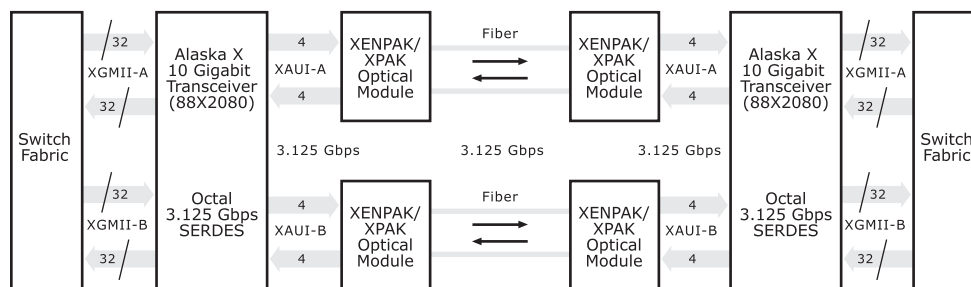 Switch
Fabric
32
XGMII-A
32
32
XGMII-B
32
Alaska X
10 Gigabit
Transceiver
(88X2080)
Octal
3.125 Gbps
SERDES
4
XAUI-A
4
3.125 Gbps
4
XAUI-B
4
XENPAK/
XPAK
Optical
Module
XENPAK/
XPAK
Optical
Module
Fiber
3.125 Gbps
Fiber
XENPAK/
XPAK
Optical
Module
XENPAK/
XPAK
Optical
Module
4
XAUI-A
4
3.125 Gbps
4
XAUI-B
4
Alaska X
10 Gigabit
Transceiver
(88X2080)
Octal
3.125 Gbps
SERDES
32
XGMII-A
32
32
XGMII-B
32
Switch
Fabric